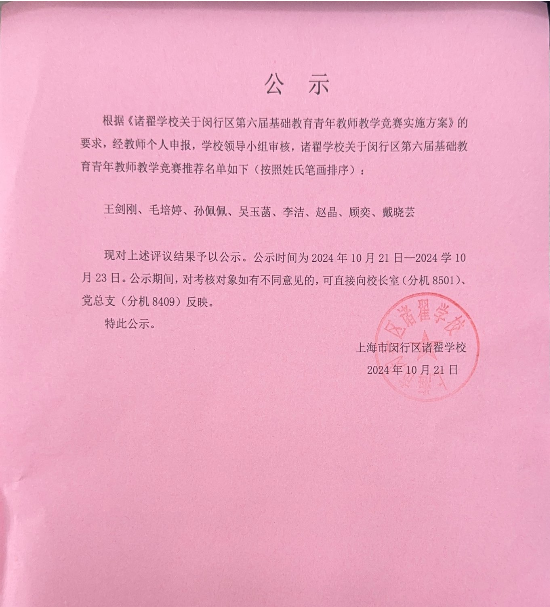 公 示
根据《诸翟学校关于闵行区第六届基础教育青年教师教学竞赛实施方案》的
要求，经教师个人申报，学校领导小组审核，诸翟学校关于闵行区第六届基础教
育青年教师教学竞赛推荐名单如下（按照姓氏笔画排序）：
王剑刚、毛培婷、孙佩佩、吴玉菡、李洁、赵晶、顾奕、戴晓芸
现对上述评议结果予以公示。公示时间为 2024 年 10 月 21 日—2024 学 10
月 23 日。公示期间，对考核对象如有不同意见的，可直接向校长室（分机 8501）、
党总支（分机 8409）反映。
特此公示。
上海市闵行区诸翟学校
2024 年 10 月 21 日